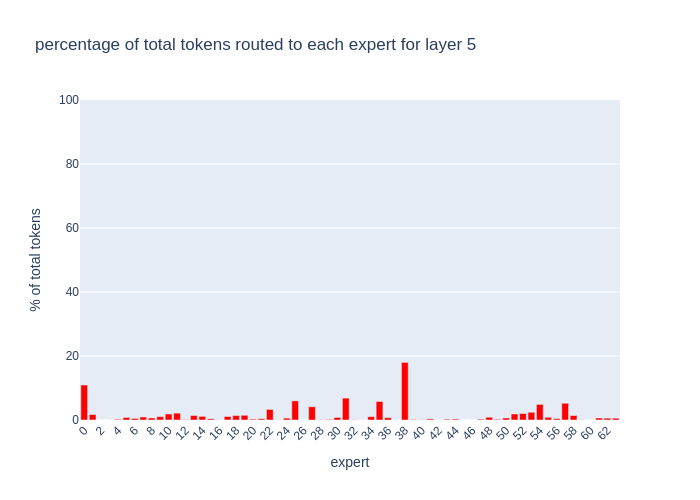 percentage of total tokens routed to each expert for layer 5
100
80
60
40
20
0
% of total tokens
0 2 4 6 8 10 12 14 16 18 20 22 24 26 28 30 32 34 36 38 40 42 44 46 48 50 52 54 56 58 60 62
expert